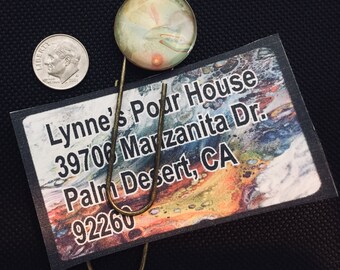 Lynne's Pour House
39706 Manzanita Dr.
Palm Desert, CA
92260